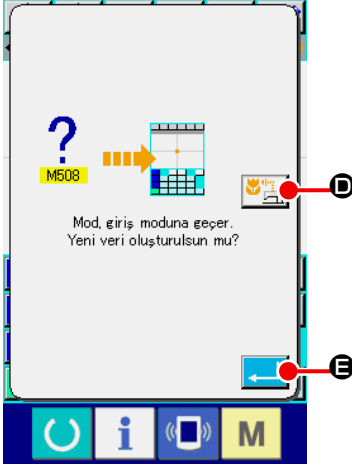 ?
M508
D
Mod, giriş moduna geçer.
Yeni veri oluşturulsun mu?
E
i
M